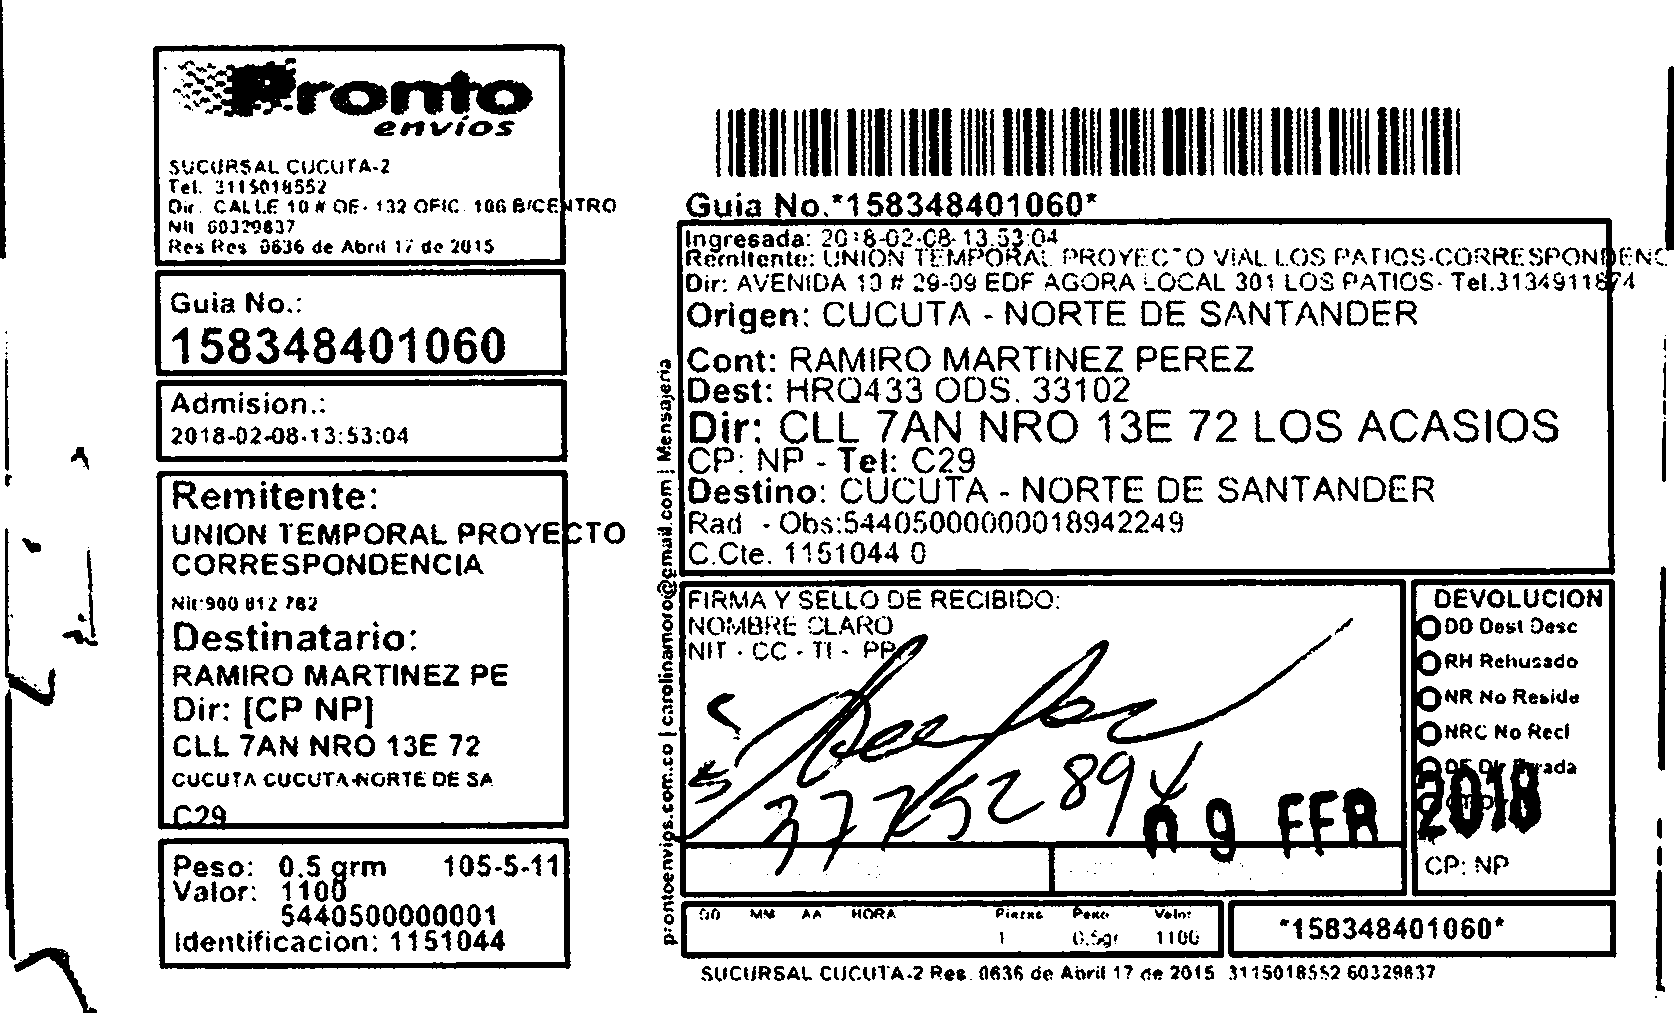 Pronto
envíos
SUCURSAL CUCUTA-2
Tel. 3115018552
Dir. CALLE 10 # OE- 132 OFIC. 106 B/CENTRO
Nit 60329837
Res Res 0636 de Abril 17 de 2015
Guia No.:
158348401060
Admision.:
2018-02-08-13:53:04
Remitente:
UNION TEMPORAL PROYECTO
CORRESPONDENCIA
Nit:900 812 782
Destinatario:
RAMIRO MARTINEZ PE
Dir: [CP NP]
CLL 7AN NRO 13E 72
CUCUTA CUCUTA-NORTE DE SA
C29
Peso: 0.5 grm 105-5-11
Valor: 1100
5440500000001
Identificacion: 1151044
prontoenvios.com.co | carolinamoro@gmail.com | Mensajeria
Guia No.*158348401060*
Ingresada: 2018-02-08-13:53:04
Remitente: UNION TEMPORAL PROYECTO VIAL LOS PATIOS-CORRESPONDENC
Dir: AVENIDA 10 # 29-09 EDF AGORA LOCAL 301 LOS PATIOS- Tel.3134911874
Origen: CUCUTA - NORTE DE SANTANDER
Cont: RAMIRO MARTINEZ PEREZ
Dest: HRQ433 ODS. 33102
Dir: CLL 7AN NRO 13E 72 LOS ACASIOS
CP: NP - Tel: C29
Destino: CUCUTA - NORTE DE SANTANDER
Rad - Obs:54405000000018942249
C.Cte. 1151044 0
FIRMA Y SELLO DE RECIBIDO:
NOMBRE CLARO
NIT - CC - TI - PP
09 FEB 2018
DEVOLUCION
DD Dest Desc
RH Rehusado
NR No Reside
NRC No Recl
CP: NP
DD MM AA HORA Piezas Peso Valor
1 0.5gr 1100
*158348401060*
SUCURSAL CUCUTA-2 Res. 0636 de Abril 17 de 2015 3115018552 60329837